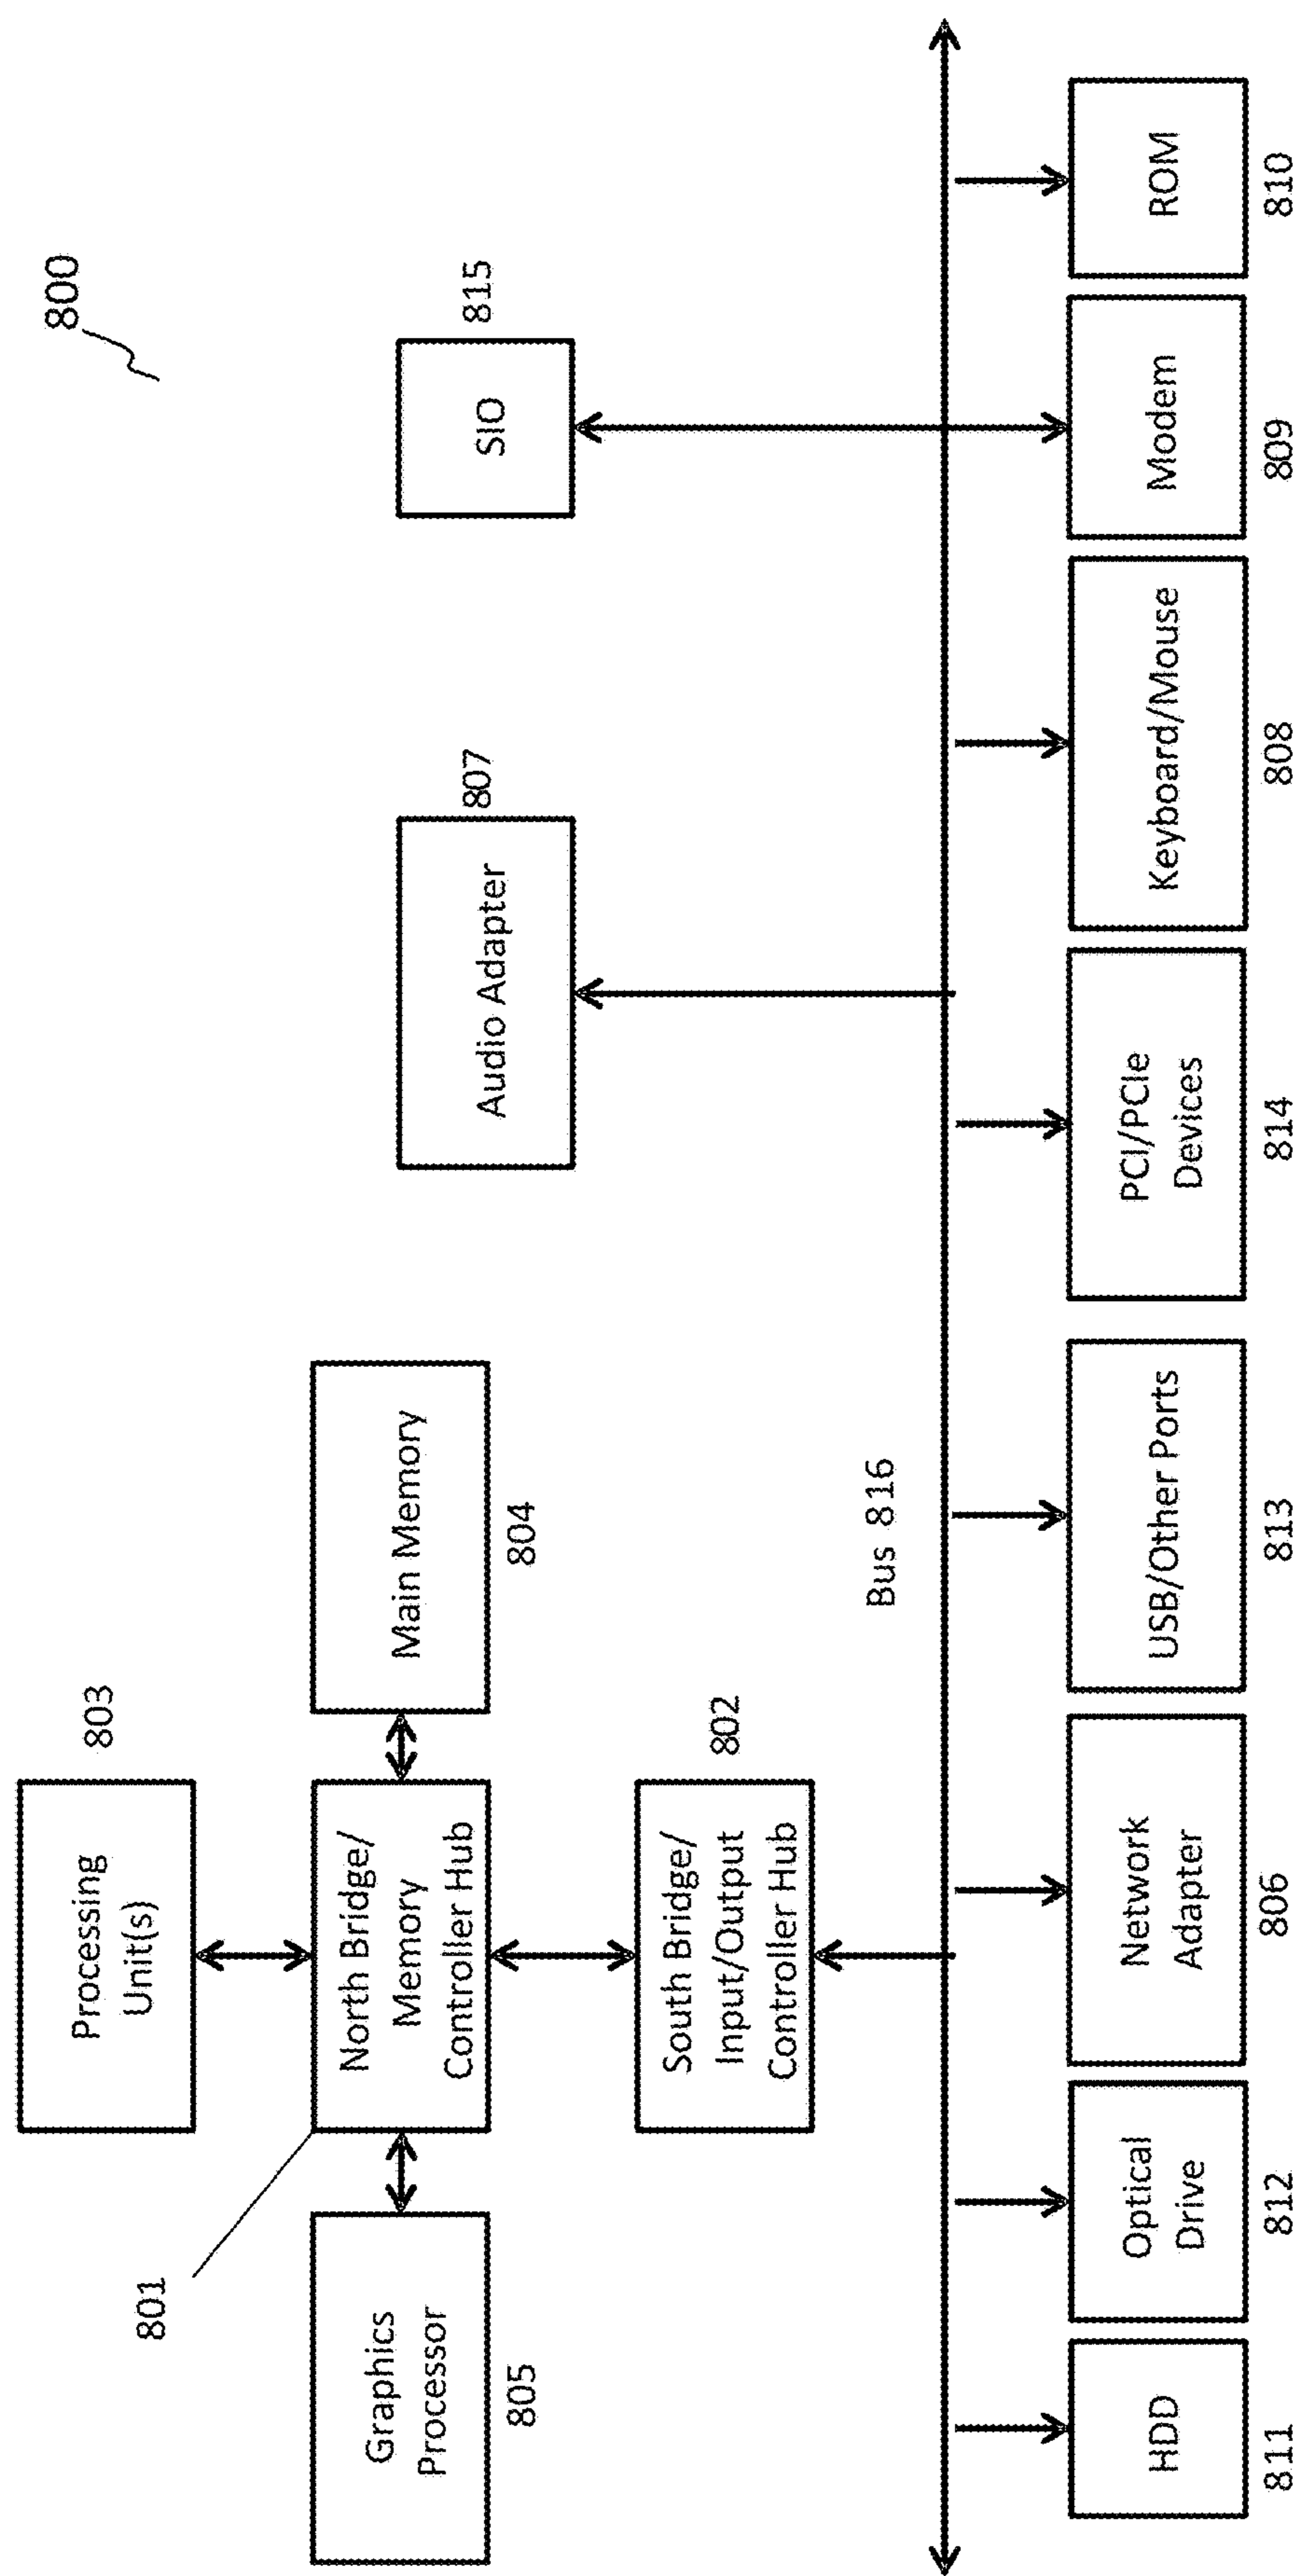 800
803
Processing
Unit(s)
801
Graphics
Processor
805
North Bridge/
Memory
Controller Hub
Main Memory
804
South Bridge/
Input/Output
Controller Hub
802
Audio Adapter
807
SIO
815
Bus 816
HDD
811
Optical
Drive
812
Network
Adapter
806
USB/Other Ports
813
PCI/PCIe
Devices
814
Keyboard/Mouse
808
Modem
809
ROM
810